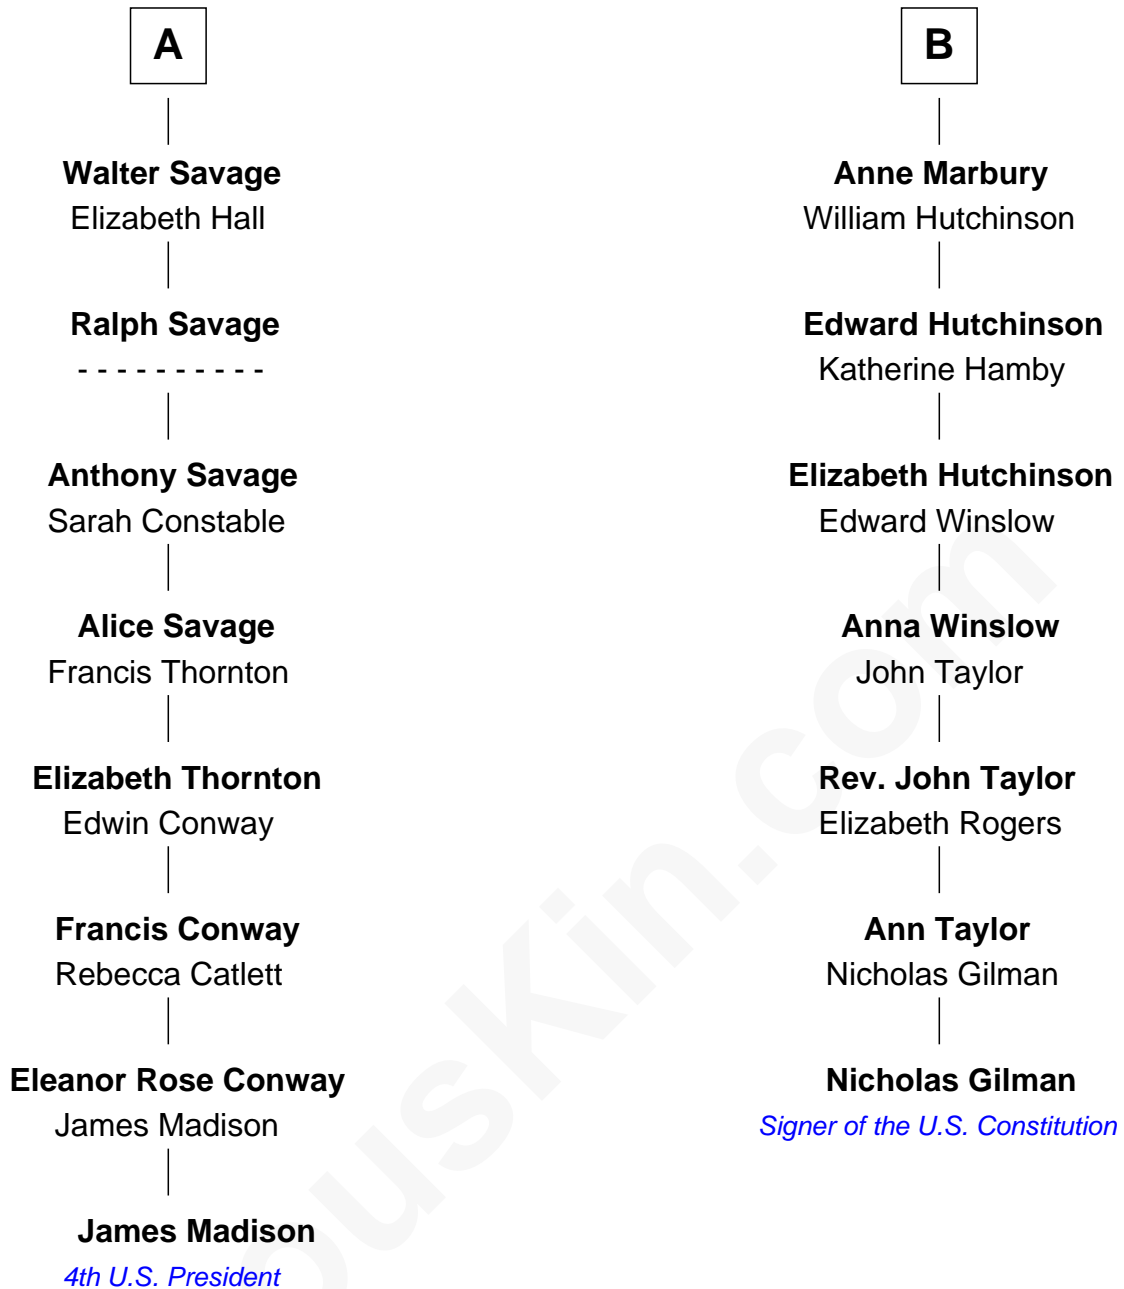 A
Walter Savage
Elizabeth Hall
Ralph Savage
- - - - - - - - - -
Anthony Savage
Sarah Constable
Alice Savage
Francis Thornton
Elizabeth Thornton
Edwin Conway
Francis Conway
Rebecca Catlett
Eleanor Rose Conway
James Madison
James Madison
4th U.S. President
B
Anne Marbury
William Hutchinson
Edward Hutchinson
Katherine Hamby
Elizabeth Hutchinson
Edward Winslow
Anna Winslow
John Taylor
Rev. John Taylor
Elizabeth Rogers
Ann Taylor
Nicholas Gilman
Nicholas Gilman
Signer of the U.S. Constitution
ousKin.com